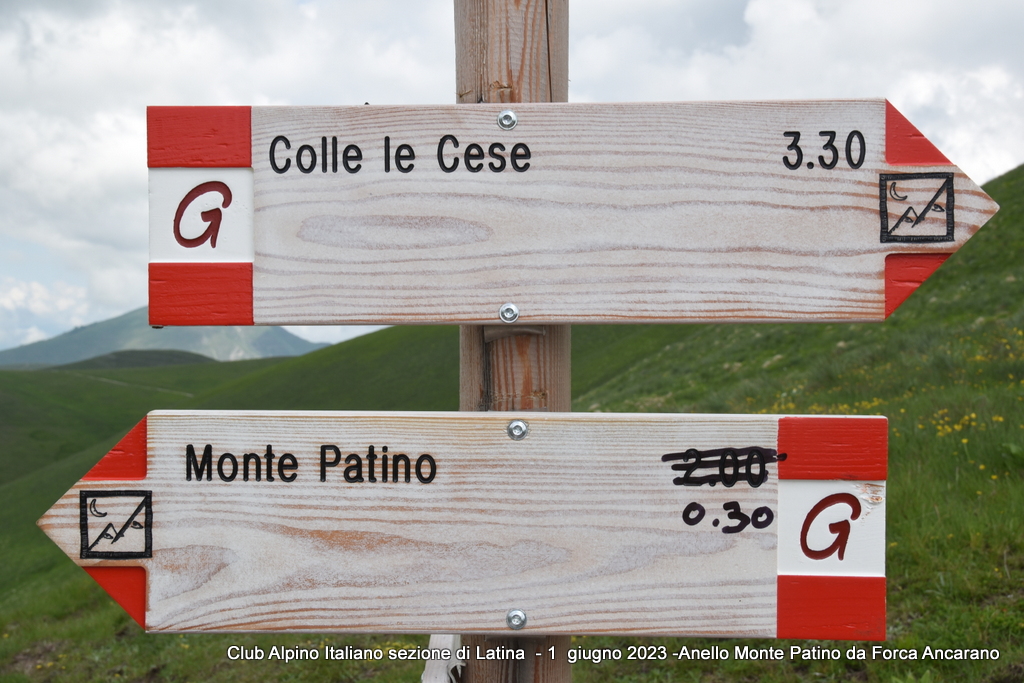 Colle le Cese 3.30
G
Monte Patino 2.00
0.30
G
Club Alpino Italiano sezione di Latina - 1 giugno 2023 -Anello Monte Patino da Forca Ancarano